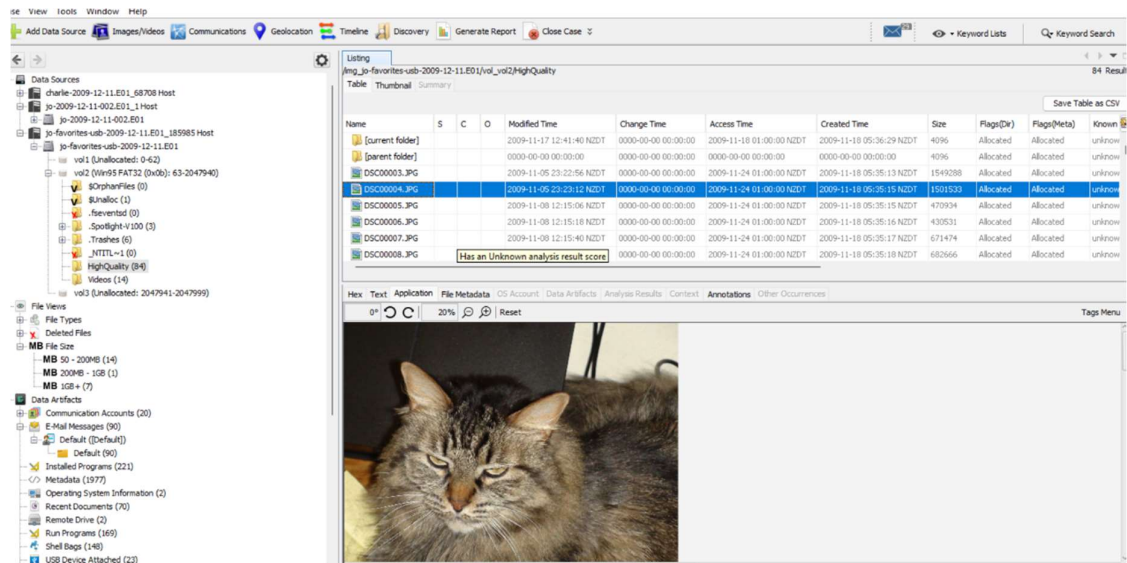 se View Tools Window Help
Add Data Source Images/Videos Communications Geolocation Timeline Discovery Generate Report Close Case Keyword Lists Keyword Search
Listing
/img_jo-favorites-usb-2009-12-11.E01/vol_vol2/HighQuality 84 Result
Table Thumbnail Summary
Save Table as CSV
Name S C O Modified Time Change Time Access Time Created Time Size Flags(Dir) Flags(Meta) Known
[current folder] 2009-11-17 12:41:40 NZDT 0000-00-00 00:00:00 2009-11-18 01:00:00 NZDT 2009-11-18 05:36:29 NZDT 4096 Allocated Allocated unknow
[parent folder] 0000-00-00 00:00:00 0000-00-00 00:00:00 0000-00-00 00:00:00 0000-00-00 00:00:00 4096 Allocated Allocated unknow
DSC00003.JPG 2009-11-05 23:22:56 NZDT 0000-00-00 00:00:00 2009-11-24 01:00:00 NZDT 2009-11-18 05:35:13 NZDT 1549288 Allocated Allocated unknow
DSC00004.JPG 2009-11-05 23:23:12 NZDT 0000-00-00 00:00:00 2009-11-24 01:00:00 NZDT 2009-11-18 05:35:15 NZDT 1501533 Allocated Allocated unknow
DSC00005.JPG 2009-11-08 12:15:06 NZDT 0000-00-00 00:00:00 2009-11-24 01:00:00 NZDT 2009-11-18 05:35:15 NZDT 470934 Allocated Allocated unknow
DSC00006.JPG 2009-11-08 12:15:18 NZDT 0000-00-00 00:00:00 2009-11-24 01:00:00 NZDT 2009-11-18 05:35:16 NZDT 430531 Allocated Allocated unknow
DSC00007.JPG 2009-11-08 12:15:40 NZDT 0000-00-00 00:00:00 2009-11-24 01:00:00 NZDT 2009-11-18 05:35:17 NZDT 671474 Allocated Allocated unknow
DSC00008.JPG Has an Unknown analysis result score 0000-00-00 00:00:00 2009-11-24 01:00:00 NZDT 2009-11-18 05:35:18 NZDT 682666 Allocated Allocated unknow
Hex Text Application File Metadata OS Account Data Artifacts Analysis Results Context Annotations Other Occurrences
0° 20% Reset Tags Menu
Data Sources
charlie-2009-12-11.E01_68708 Host
jo-2009-12-11-002.E01_1 Host
jo-2009-12-11-002.E01
jo-favorites-usb-2009-12-11.E01_185985 Host
jo-favorites-usb-2009-12-11.E01
vol1 (Unallocated: 0-62)
vol2 (Win95 FAT32 (0x0b): 63-2047940)
$OrphanFiles (0)
$Unalloc (1)
.fseventsd (0)
.Spotlight-V100 (3)
.Trashes (6)
_NTITL~1 (0)
HighQuality (84)
Videos (14)
vol3 (Unallocated: 2047941-2047999)
File Views
File Types
Deleted Files
MB File Size
MB 50 - 200MB (14)
MB 200MB - 1GB (1)
MB 1GB+ (7)
Data Artifacts
Communication Accounts (20)
E-Mail Messages (90)
Default ([Default])
Default (90)
Installed Programs (221)
Metadata (1977)
Operating System Information (2)
Recent Documents (70)
Remote Drive (2)
Run Programs (169)
Shell Bags (148)
USB Device Attached (23)